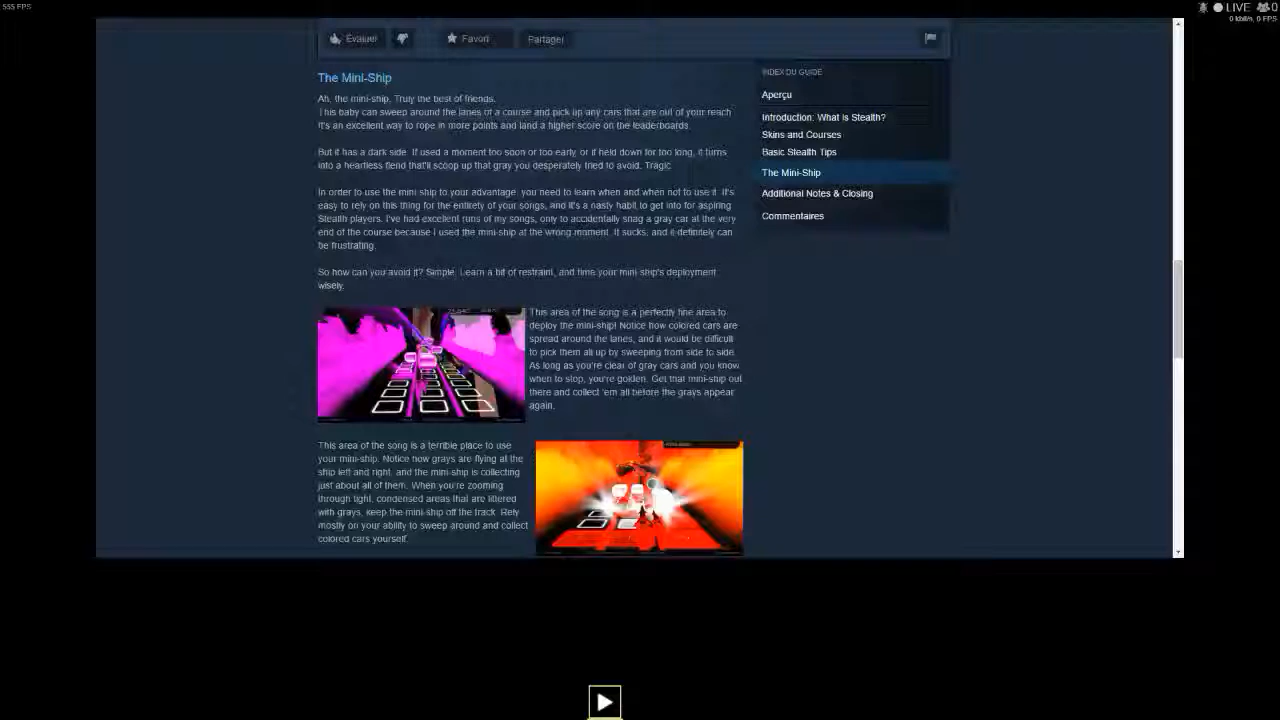 555 FPS
LIVE 0
0 kbit/s, 0 FPS
Évaluer
Favori
Partager
The Mini-Ship
Ah, the mini-ship. Truly the best of friends.
This baby can sweep around the lanes of a course and pick up any cars that are out of your reach.
It's an excellent way to rope in more points and land a higher score on the leaderboards.
But it has a dark side. If used a moment too soon or too early, or if held down for too long, it turns
into a heartless fiend that'll scoop up that gray you desperately tried to avoid. Tragic.
In order to use the mini ship to your advantage, you need to learn when and when not to use it. It's
easy to rely on this thing for the entirety of your songs, and it's a nasty habit to get into for aspiring
Stealth players. I've had excellent runs of my songs, only to accidentally snag a gray car at the very
end of the course because I used the mini-ship at the wrong moment. It sucks, and it definitely can
be frustrating.
So how can you avoid it? Simple. Learn a bit of restraint, and time your mini ship's deployment
wisely.
This area of the song is a perfectly fine area to
deploy the mini-ship! Notice how colored cars are
spread around the lanes, and it would be difficult
to pick them all up by sweeping from side to side.
As long as you're clear of gray cars and you know
when to stop, you're golden. Get that mini-ship out
there and collect 'em all before the grays appear
again.
This area of the song is a terrible place to use
your mini-ship. Notice how grays are flying at the
ship left and right, and the mini-ship is collecting
just about all of them. When you're zooming
through tight, condensed areas that are littered
with grays, keep the mini-ship off the track. Rely
mostly on your ability to sweep around and collect
colored cars yourself.
INDEX DU GUIDE
Aperçu
Introduction: What is Stealth?
Skins and Courses
Basic Stealth Tips
The Mini-Ship
Additional Notes & Closing
Commentaires